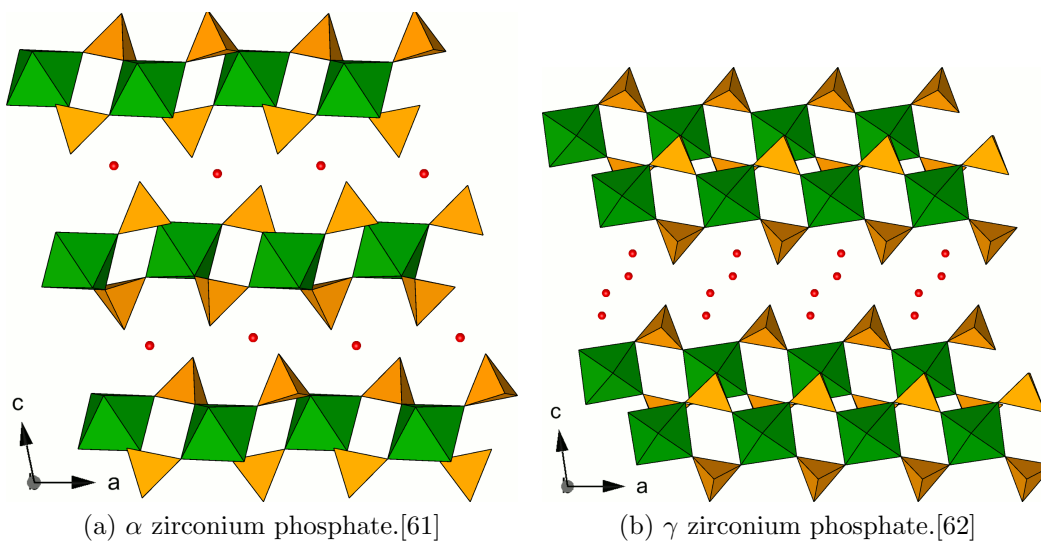 c
a
(a) α zirconium phosphate.[61]
c
a
(b) γ zirconium phosphate.[62]